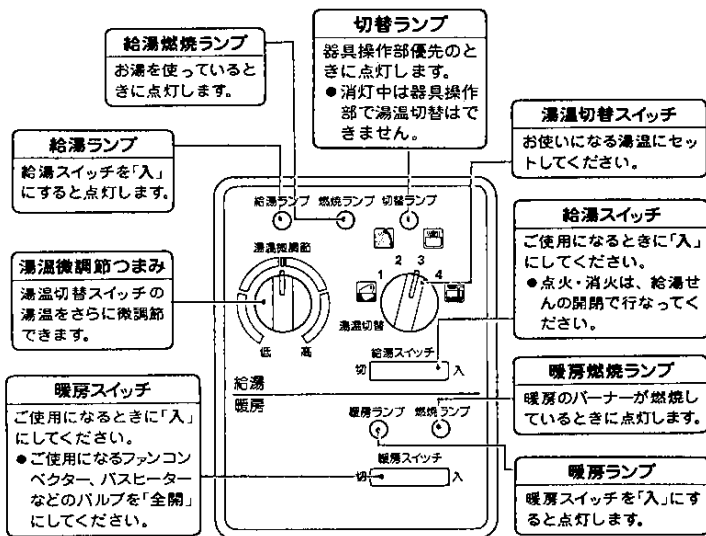 給湯燃焼ランプ
お湯を使っているときに
きに点灯します。
切替ランプ
器具操作部優先のと
きに点灯します。
●消灯中は器具操作
部で湯温切替はで
きません。
湯温切替スイッチ
お使いになる湯温にセッ
トしてください。
給湯ランプ
給湯スイッチを「入」
にすると点灯します。
給湯スイッチ
ご使用になるときに「入」
にしてください。
●点火・消火は、給湯せ
んの開閉で行なってく
ださい。
湯温微調節つまみ
湯温切替スイッチの
湯温をさらに微調節
できます。
暖房スイッチ
ご使用になるときに「入」
にしてください。
●ご使用になるファンコン
ベクター、バスヒーター
などのバルブを「全開」
にしてください。
暖房燃焼ランプ
暖房のバーナーが燃焼し
ているときに点灯します。
暖房ランプ
暖房スイッチを「入」にす
ると点灯します。
給湯ランプ 燃焼ランプ 切替ランプ
湯温微調節
低 高
1 2 3 4
湯温切替
給湯スイッチ
切 入
給湯
暖房
暖房ランプ 燃焼ランプ
暖房スイッチ
切 入